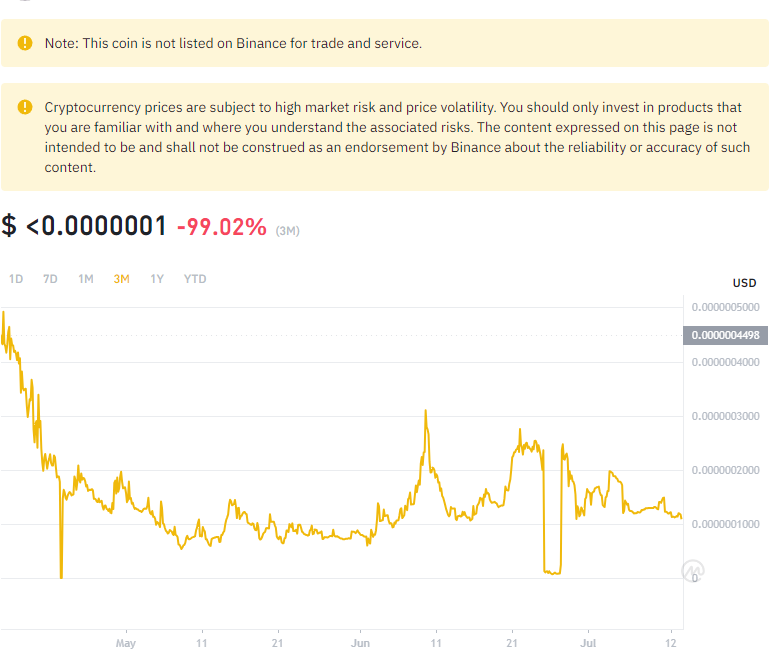 Note: This coin is not listed on Binance for trade and service.
Cryptocurrency prices are subject to high market risk and price volatility. You should only invest in products that
you are familiar with and where you understand the associated risks. The content expressed on this page is not
intended to be and shall not be construed as an endorsement by Binance about the reliability or accuracy of such
content.
$ <0.0000001 -99.02% (3M)
1D 7D 1M 3M 1Y YTD
USD
0.0000005000
0.0000004498
0.0000004000
0.0000003000
0.0000002000
0.0000001000
0
May 11 21 Jun 11 21 Jul 12